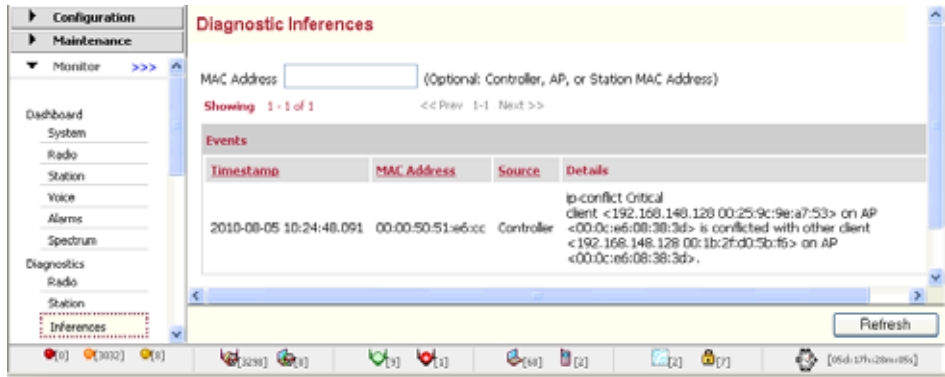 Configuration
Maintenance
Monitor >>>
Dashboard
System
Radio
Station
Voice
Alarms
Spectrum
Diagnostics
Radio
Station
Inferences
Diagnostic Inferences
MAC Address (Optional: Controller, AP, or Station MAC Address)
Showing 1 - 1 of 1 << Prev 1-1 Next >>
Events
Timestamp MAC Address Source Details
ip-conflict Critical
client <192.168.148.128 00:25:9c:9e:a7:53> on AP
2010-08-05 10:24:48.091 00:00:50:51:e6:cc Controller <00:0c:e6:08:38:3d> is conflicted with other client
<192.168.148.128 00:1b:2f:d0:5b:f6> on AP
<00:0c:e6:08:38:3d>.
Refresh
[0] [3032] [8] [3298] [8] [9] [1] [68] [2] [2] [7] [05d:17h:28m:05s]